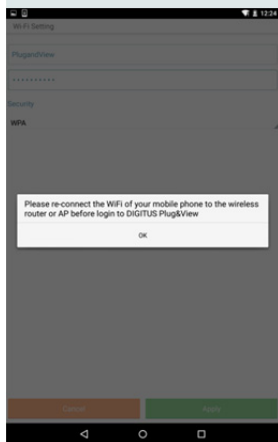 12:24
Wi-Fi Setting
PlugandView
··········
Security
WPA
Please re-connect the WiFi of your mobile phone to the wireless
router or AP before login to DIGITUS Plug&View
OK
Cancel Apply